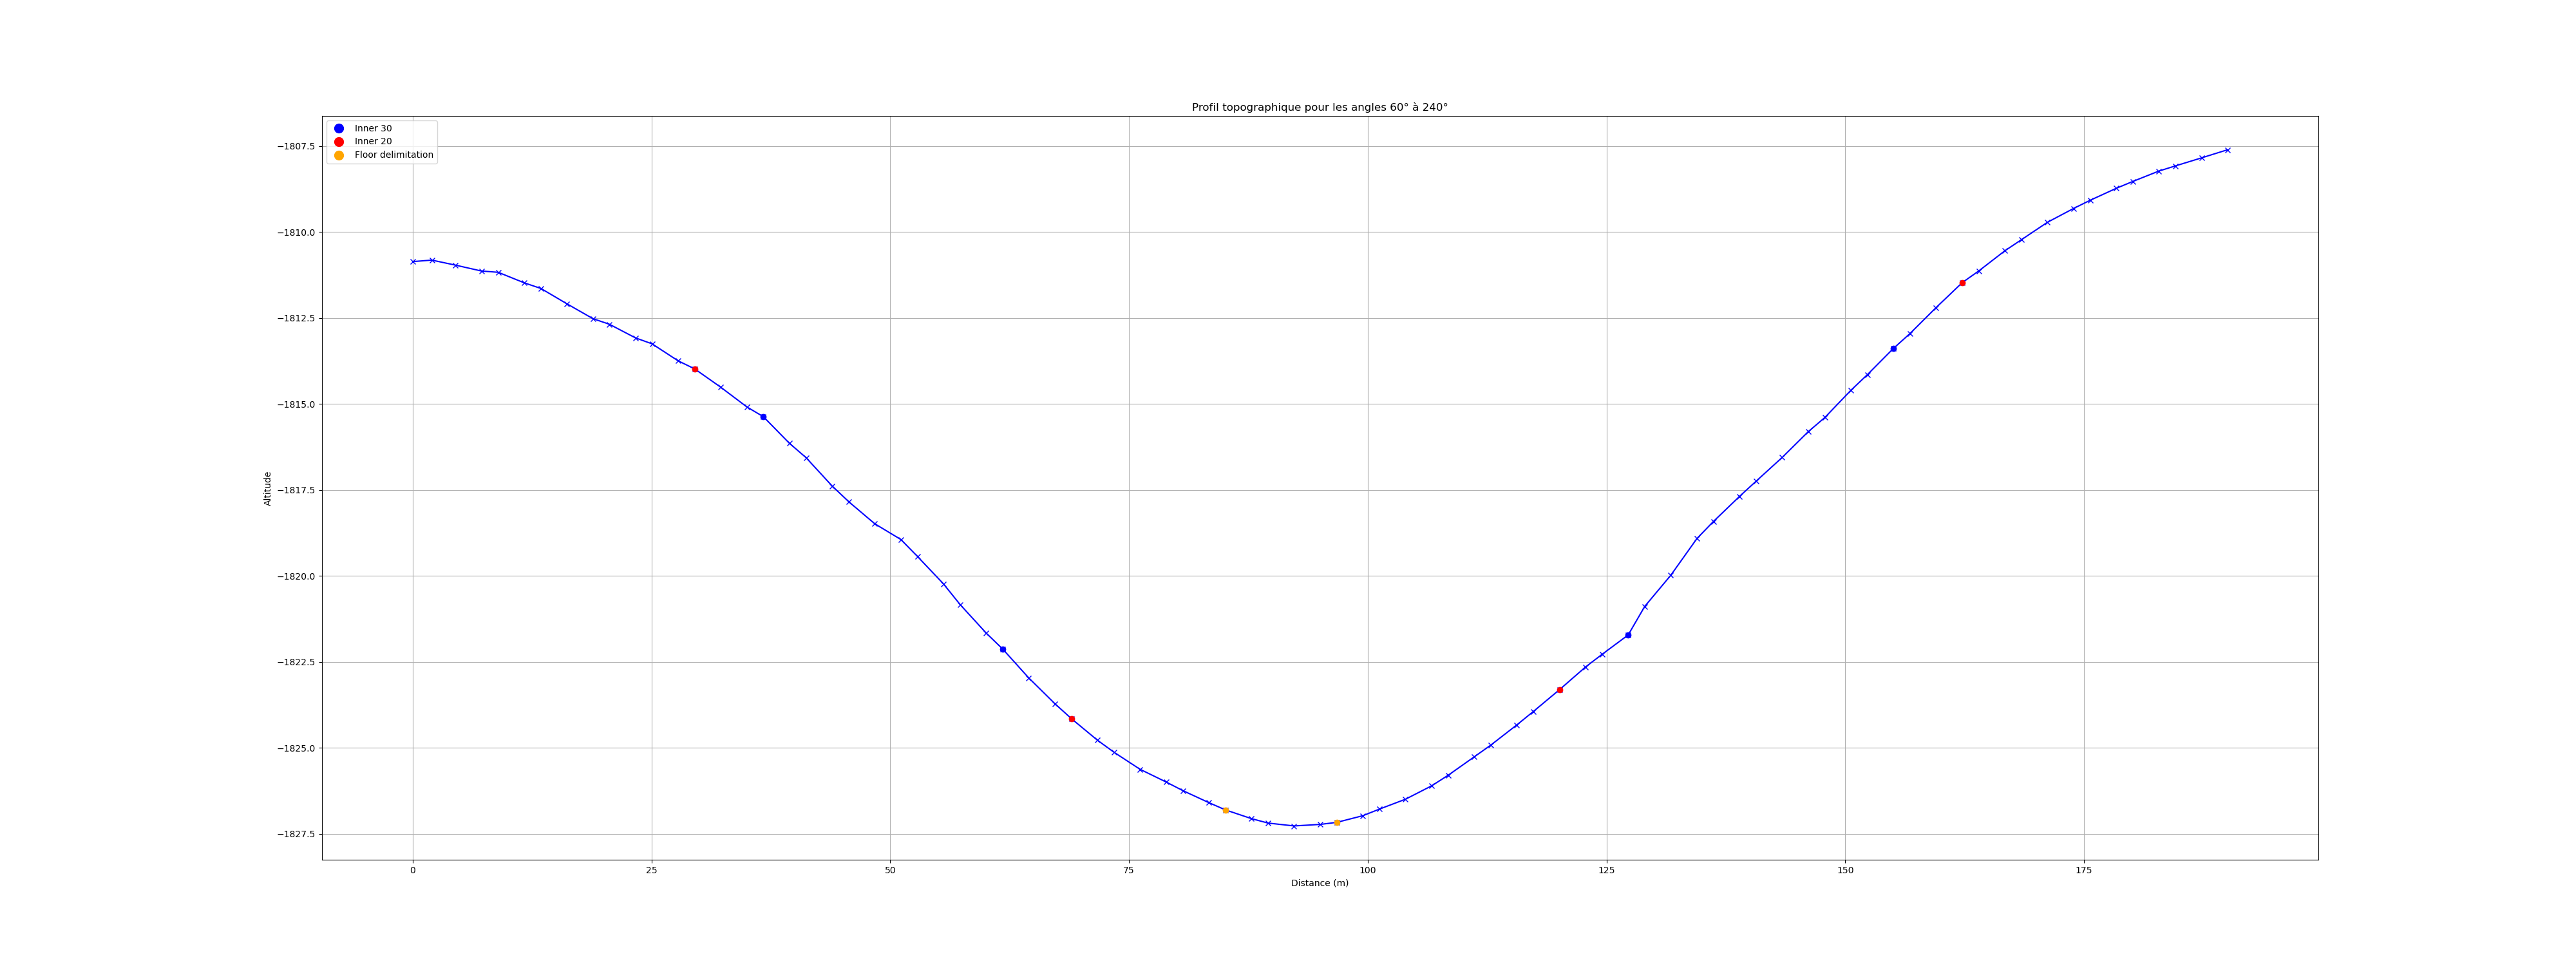 Profil topographique pour les angles 60° à 240°
Inner 30
Inner 20
Floor delimitation
Altitude
−1807.5
−1810.0
−1812.5
−1815.0
−1817.5
−1820.0
−1822.5
−1825.0
−1827.5
0 25 50 75 100 125 150 175
Distance (m)